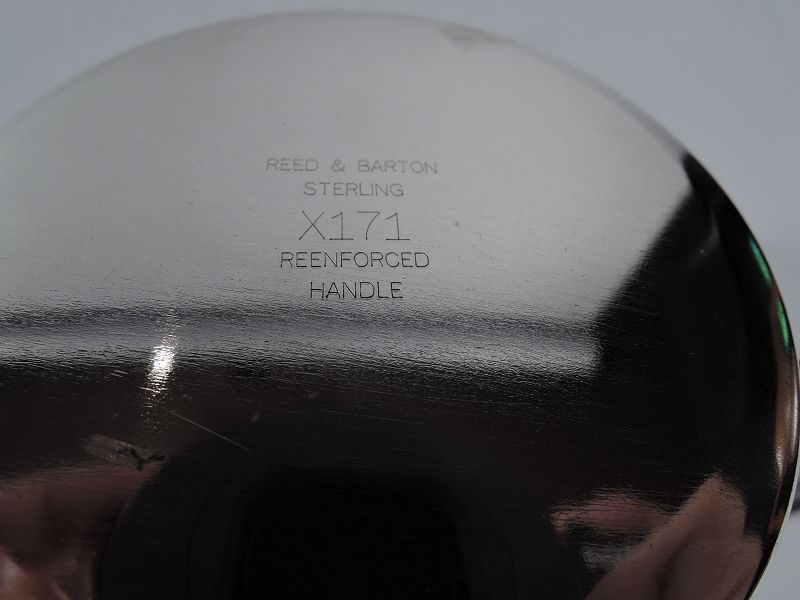 REED & BARTON
STERLING
X171
REENFORCED
HANDLE